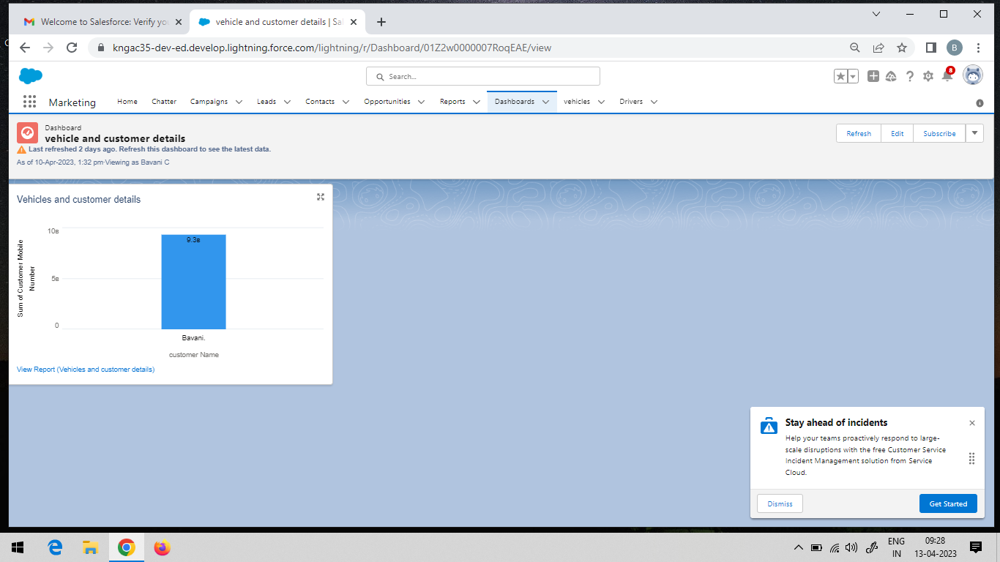 Welcome to Salesforce: Verify you
vehicle and customer details | Sal
kngac35-dev-ed.develop.lightning.force.com/lightning/r/Dashboard/01Z2w0000007RoqEAE/view
B
Search...
8
Marketing
Home
Chatter
Campaigns
Leads
Contacts
Opportunities
Reports
Dashboards
vehicles
Drivers
Dashboard
vehicle and customer details
Last refreshed 2 days ago. Refresh this dashboard to see the latest data.
As of 10-Apr-2023, 1:32 pm·Viewing as Bavani C
Refresh
Edit
Subscribe
Vehicles and customer details
Sum of Customer Mobile
Number
10B
5B
0
9.3B
Bavani.
customer Name
View Report (Vehicles and customer details)
Stay ahead of incidents
Help your teams proactively respond to large-
scale disruptions with the free Customer Service
Incident Management solution from Service
Cloud.
Dismiss
Get Started
ENG
IN
09:28
13-04-2023